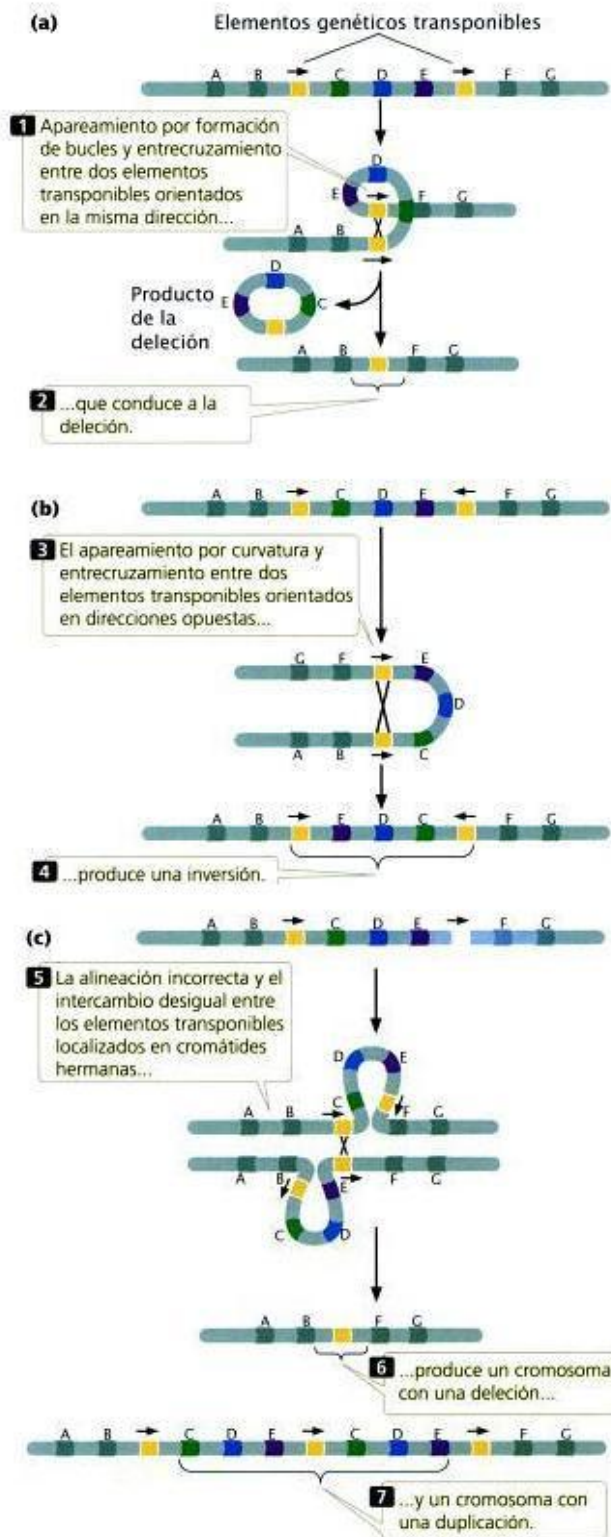 (a)
Elementos genéticos transponibles
A B C D E F G
1 Apareamiento por formación
de bucles y entrecruzamiento
entre dos elementos
transponibles orientados
en la misma dirección...
D
E F G
A B
D
E C
Producto
de la
deleción
A B F G
2 ...que conduce a la
deleción.
(b)
A B C D E F G
3 El apareamiento por curvatura y
entrecruzamiento entre dos
elementos transponibles orientados
en direcciones opuestas...
G F E
D
A B C
A B E D C F G
4 ...produce una inversión.
(c)
A B C D E F G
5 La alineación incorrecta y el
intercambio desigual entre
los elementos transponibles
localizados en cromátides
hermanas...
D E
C
A B F G
A B E F G
C D
A B F G
6 ...produce un cromosoma
con una deleción...
A B C D E C D E F G
7 ...y un cromosoma con
una duplicación.